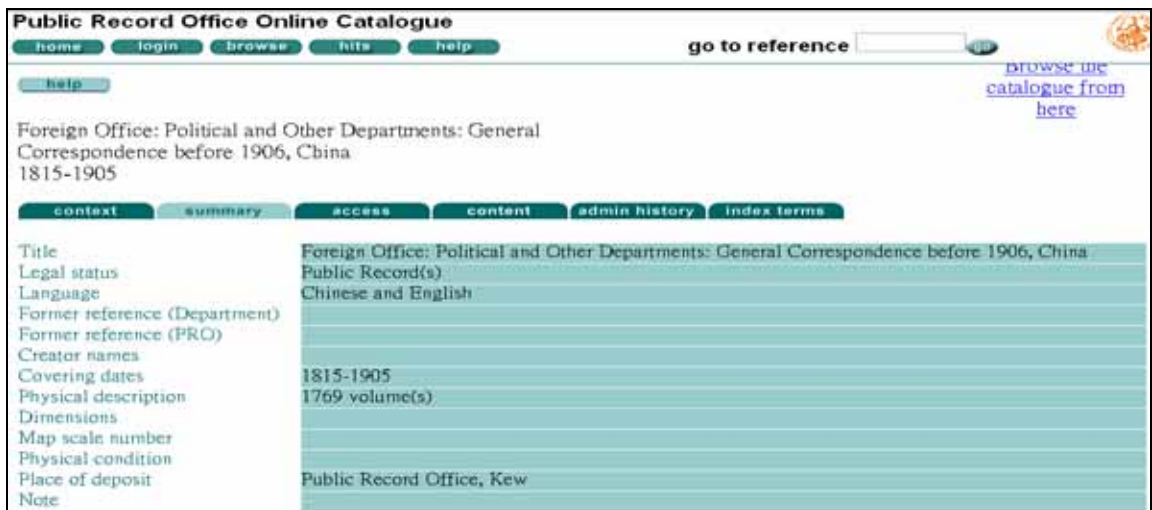 Public Record Office Online Catalogue
home login browse hits help go to reference go
help
Browse the
catalogue from
here
Foreign Office: Political and Other Departments: General
Correspondence before 1906, China
1815-1905
context summary access content admin history index terms
Title Foreign Office: Political and Other Departments: General Correspondence before 1906, China
Legal status Public Record(s)
Language Chinese and English
Former reference (Department)
Former reference (PRO)
Creator names
Covering dates 1815-1905
Physical description 1769 volume(s)
Dimensions
Map scale number
Physical condition
Place of deposit Public Record Office, Kew
Note